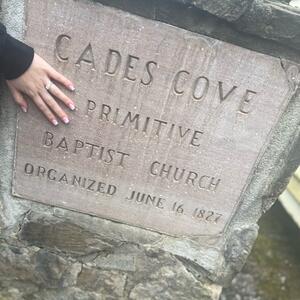 CADES COVE
PRIMITIVE
BAPTIST CHURCH
ORGANIZED JUNE 16, 1827